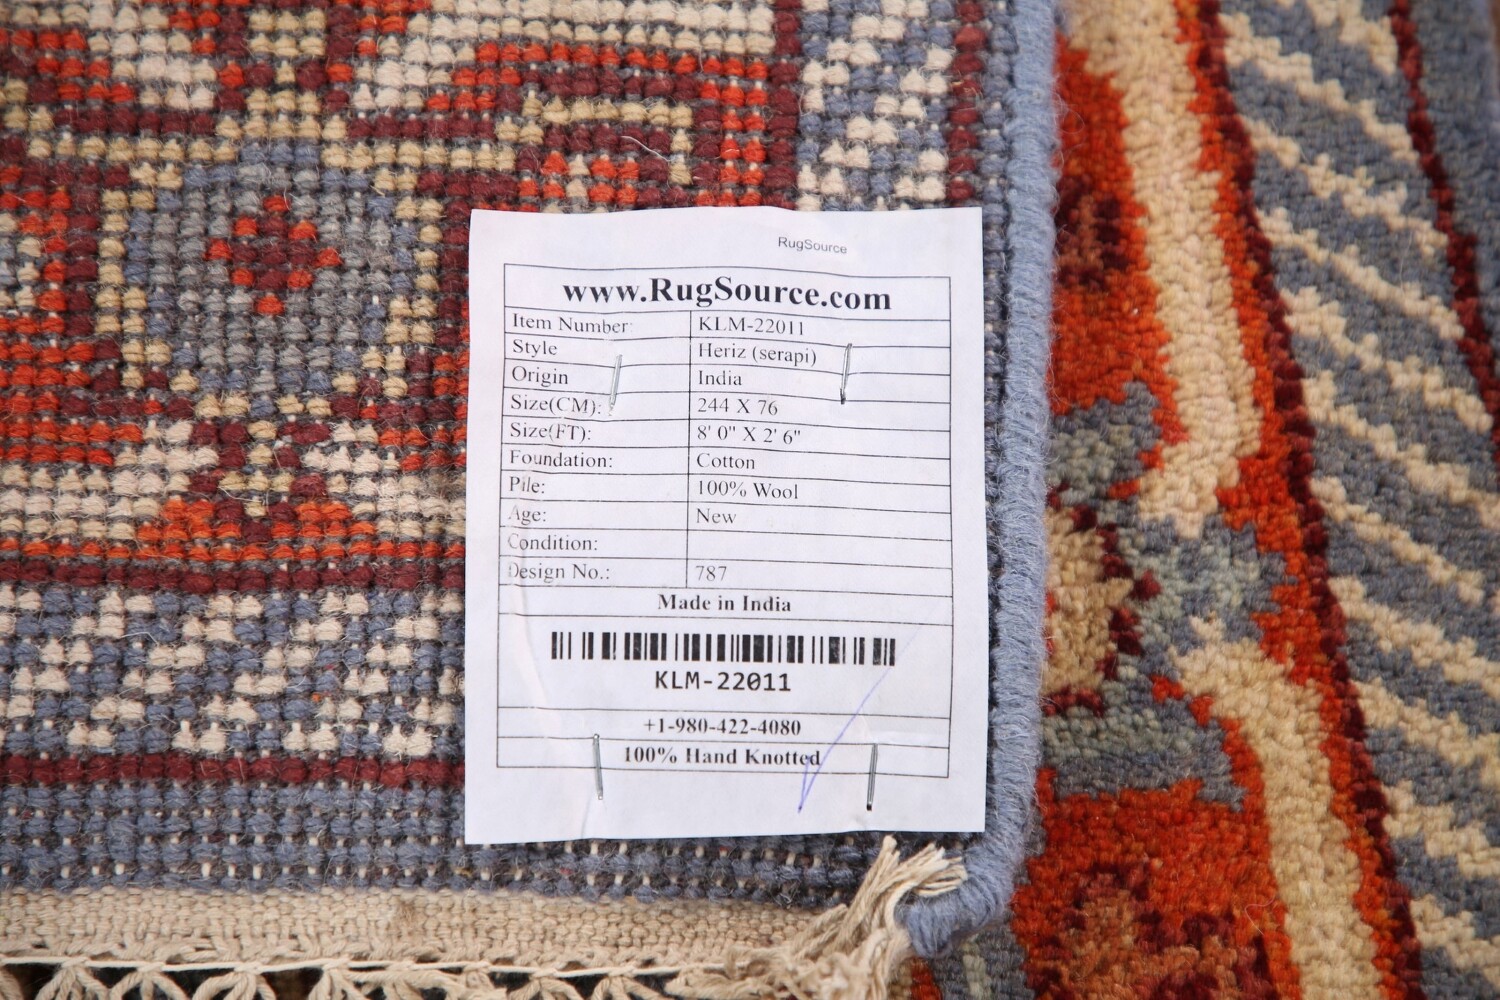 RugSource
www.RugSource.com
Item Number: KLM-22011
Style Heriz (serapi)
Origin India
Size(CM): 244 X 76
Size(FT): 8' 0" X 2' 6"
Foundation: Cotton
Pile: 100% Wool
Age: New
Condition:
Design No.: 787
Made in India
KLM-22011
+1-980-422-4080
100% Hand Knotted